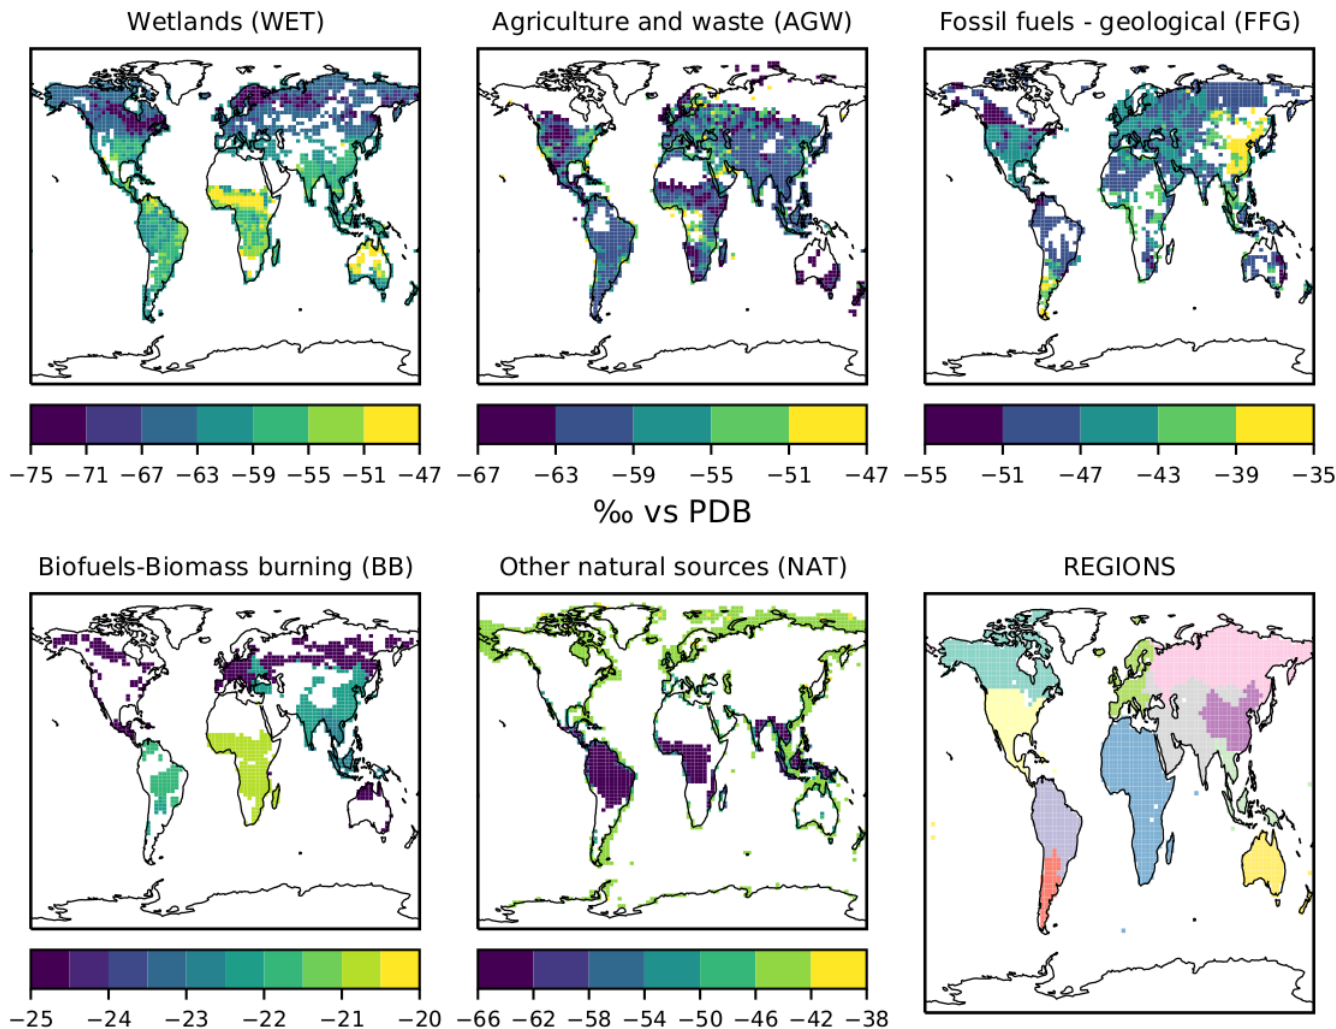 Wetlands (WET)
Agriculture and waste (AGW)
Fossil fuels - geological (FFG)
−75 −71 −67 −63 −59 −55 −51 −47
−67 −63 −59 −55 −51 −47
−55 −51 −47 −43 −39 −35
‰ vs PDB
Biofuels-Biomass burning (BB)
Other natural sources (NAT)
REGIONS
−25 −24 −23 −22 −21 −20
−66 −62 −58 −54 −50 −46 −42 −38